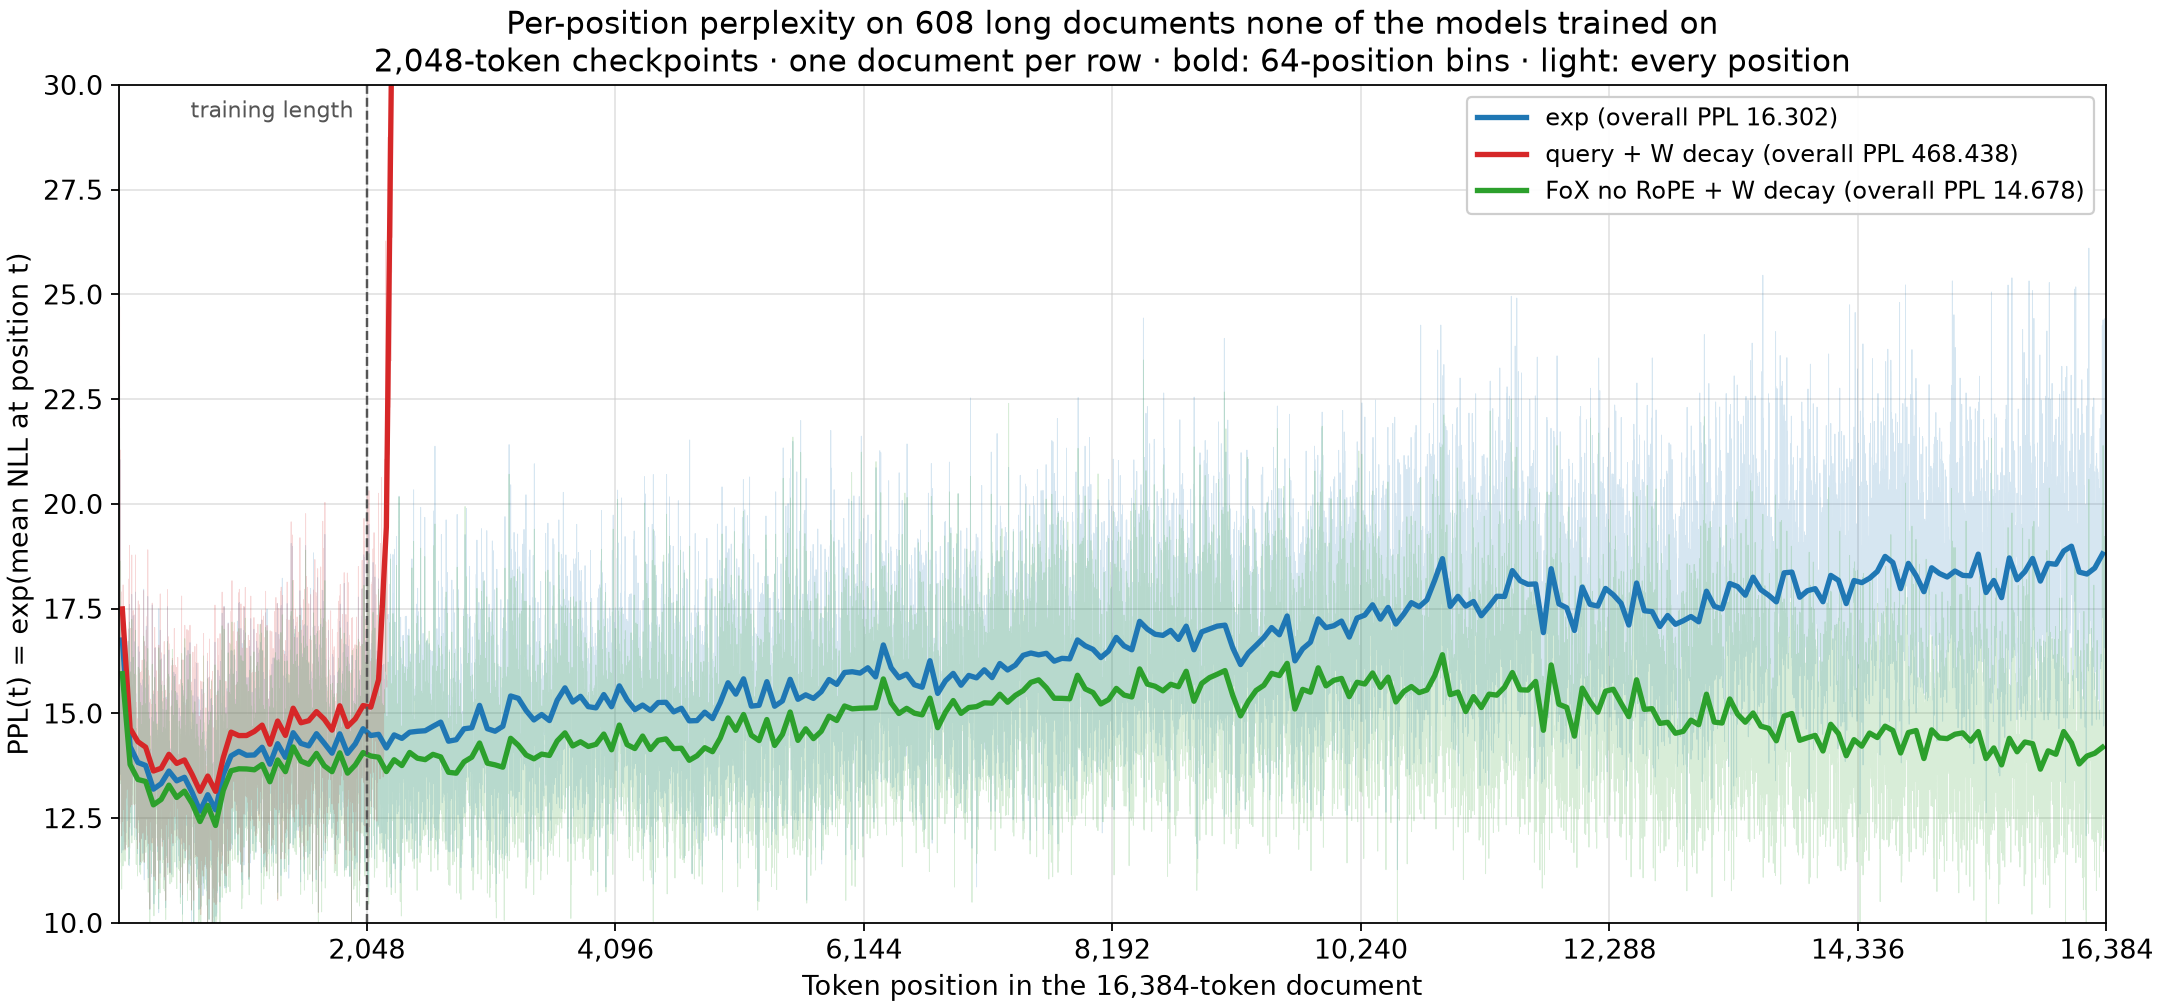 Per-position perplexity on 608 long documents none of the models trained on
2,048-token checkpoints · one document per row · bold: 64-position bins · light: every position
training length
exp (overall PPL 16.302)
query + W decay (overall PPL 468.438)
FoX no RoPE + W decay (overall PPL 14.678)
PPL(t) = exp(mean NLL at position t)
30.0
27.5
25.0
22.5
20.0
17.5
15.0
12.5
10.0
2,048
4,096
6,144
8,192
10,240
12,288
14,336
16,384
Token position in the 16,384-token document